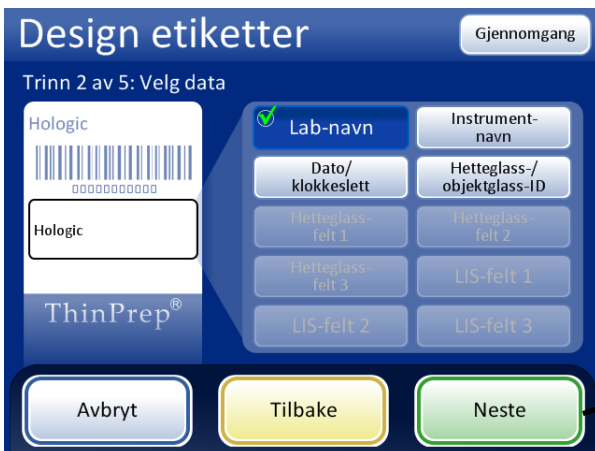 Design etiketter
Gjennomgang
Trinn 2 av 5: Velg data
Hologic
00000000000
Hologic
ThinPrep®
Lab-navn
Instrument-
navn
Dato/
klokkeslett
Hetteglass-/
objektglass-ID
Hetteglass-
felt 1
Hetteglass-
felt 2
Hetteglass-
felt 3
LIS-felt 1
LIS-felt 2
LIS-felt 3
Avbryt
Tilbake
Neste